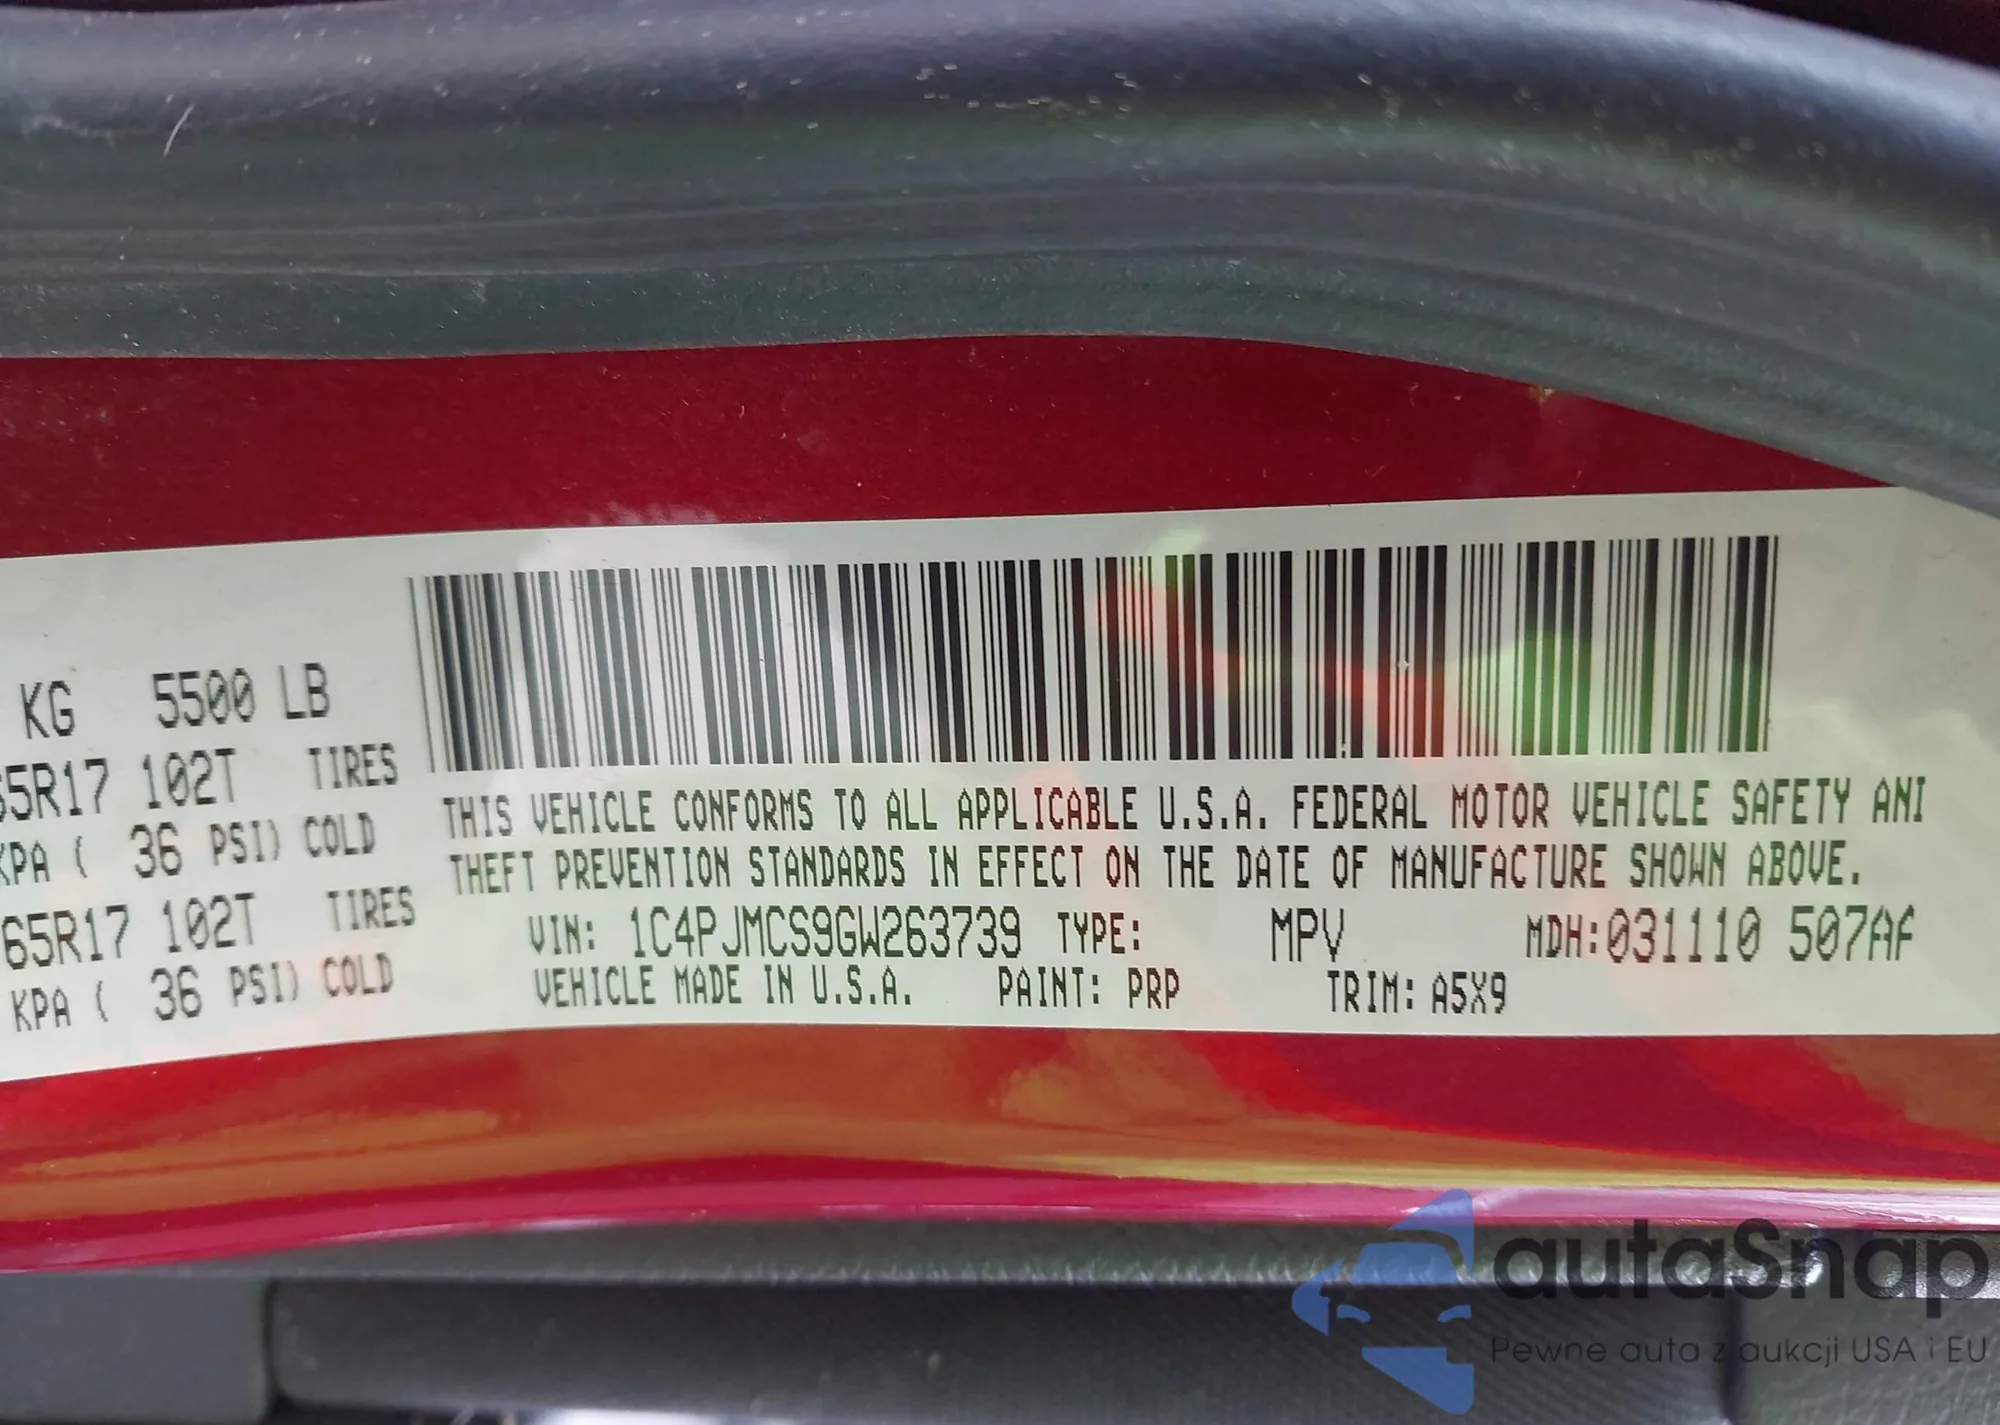 KG 5500 LB
65R17 102T TIRES
KPA ( 36 PSI) COLD
65R17 102T TIRES
KPA ( 36 PSI) COLD
THIS VEHICLE CONFORMS TO ALL APPLICABLE U.S.A. FEDERAL MOTOR VEHICLE SAFETY AN
THEFT PREVENTION STANDARDS IN EFFECT ON THE DATE OF MANUFACTURE SHOWN ABOVE.
VIN: 1C4PJMCS9GW263739 TYPE: MPV MDH:031110 507AF
VEHICLE MADE IN U.S.A. PAINT: PRP TRIM: A5X9
autaSnap
Pewne auta z aukcji USA i EU